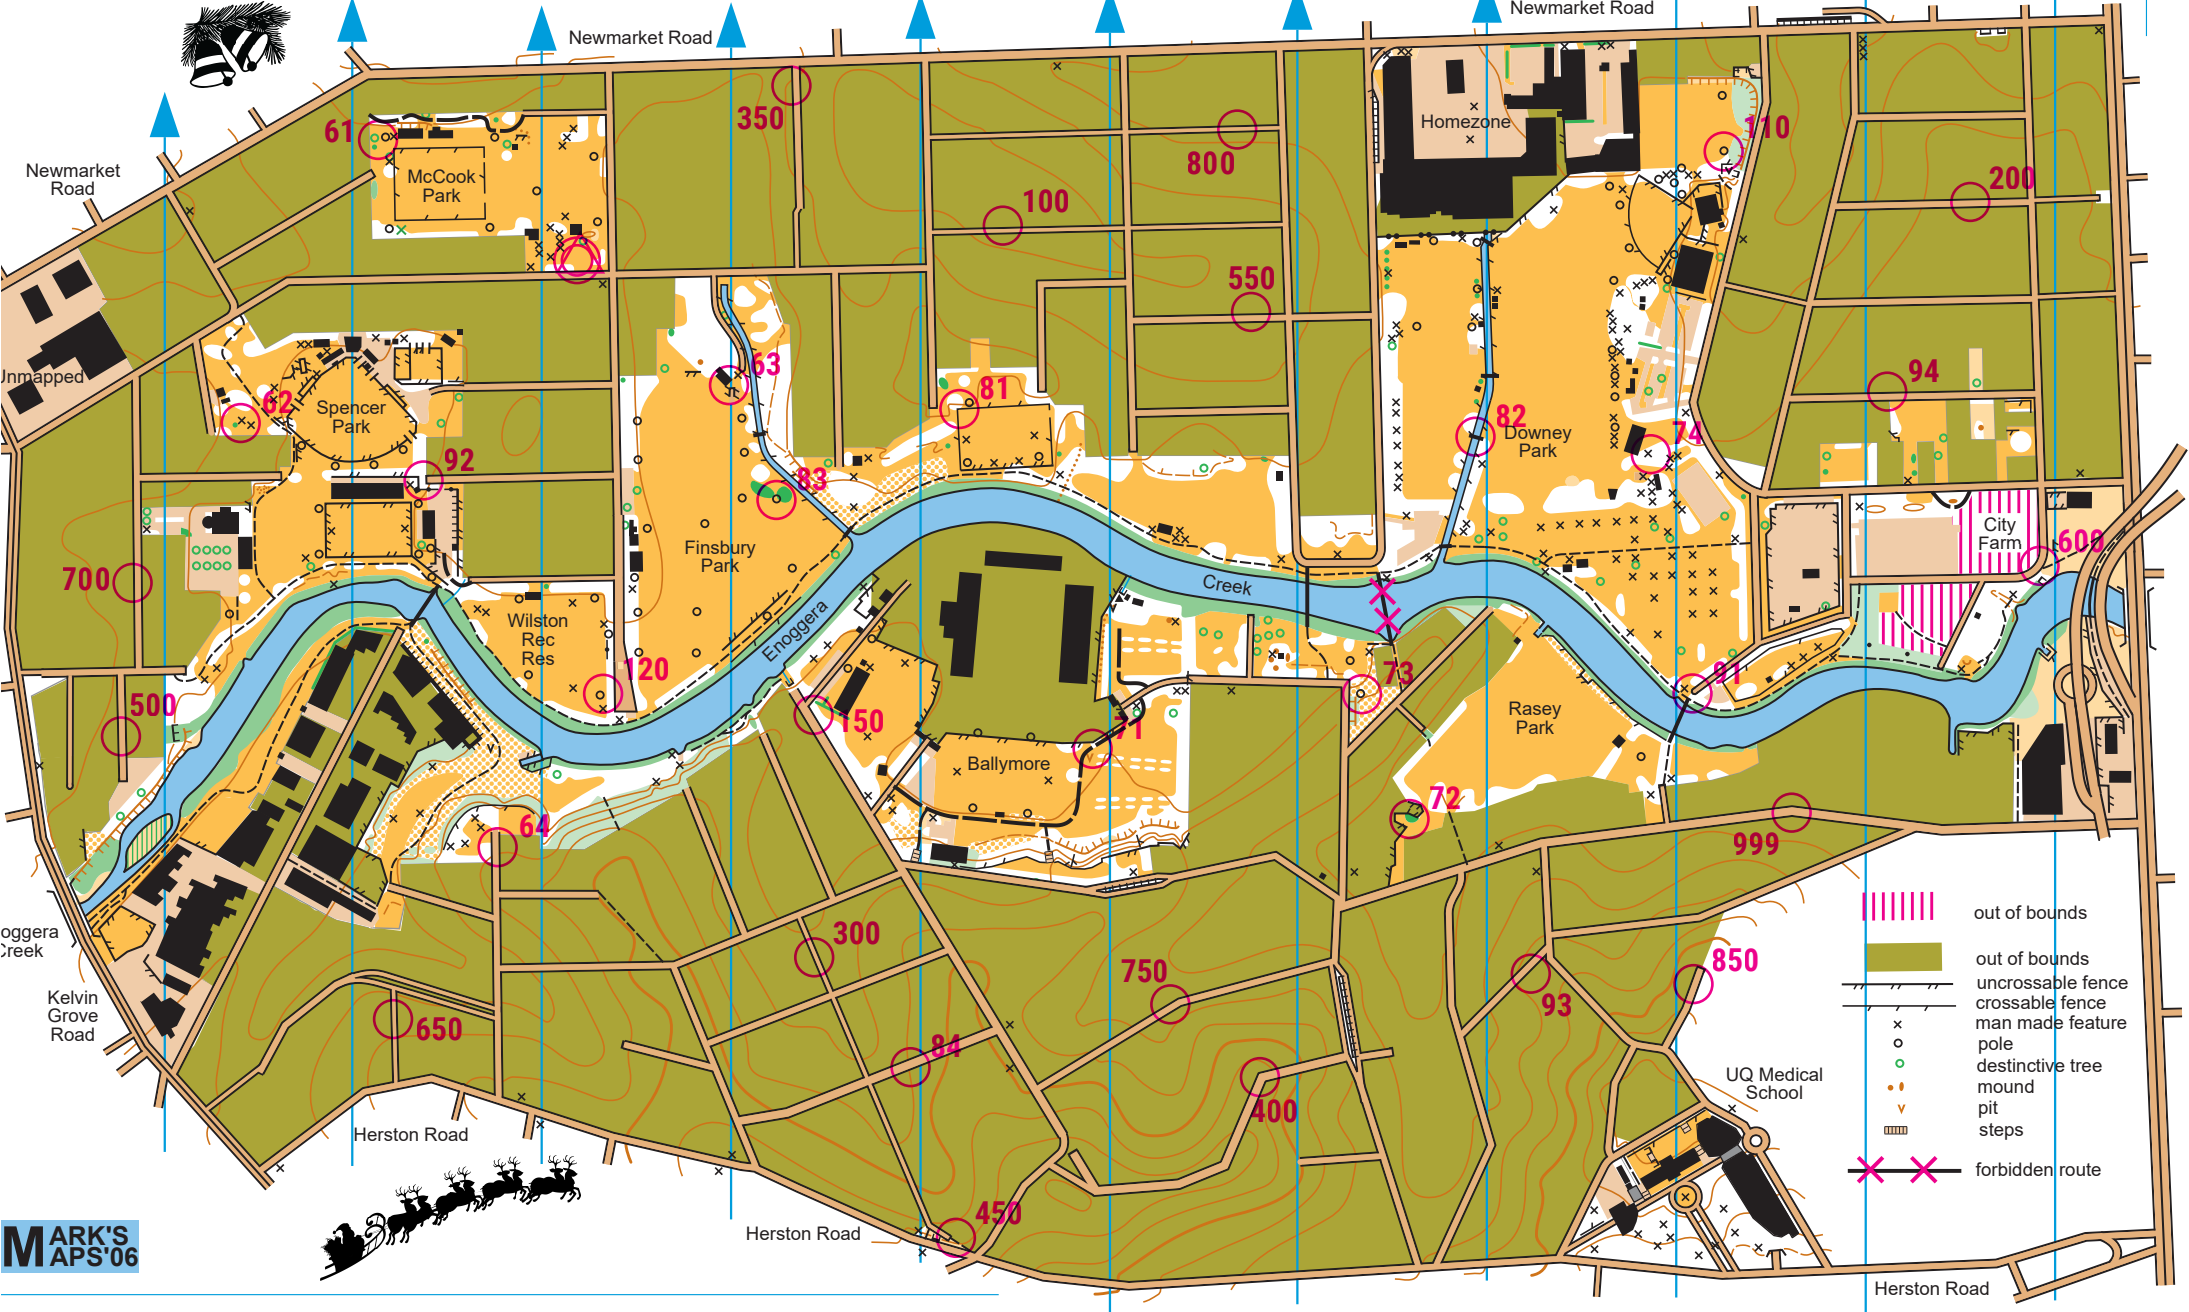 Newmarket Road
Newmarket Road
350
61
McCook
Park
Newmarket
Road
800
Homezone
110
100
200
550
63
Unmapped
62
Spencer
Park
81
94
92
82
Downey
Park
74
83
Finsbury
Park
City
Farm
600
700
Creek
Enoggera
Wilston
Rec
Res
120
73
91
500
E
150
71
Rasey
Park
Ballymore
72
64
999
out of bounds
300
oggera
Creek
750
850
out of bounds
uncrossable fence
crossable fence
man made feature
pole
destinctive tree
mound
pit
steps
forbidden route
Kelvin
Grove
Road
650
93
84
400
UQ Medical
School
Herston Road
450
Herston Road
MARK'S
MAPS'06
Herston Road